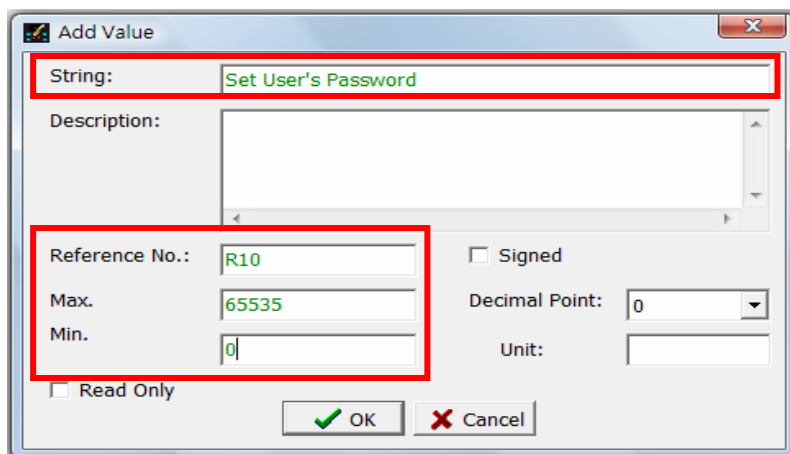 Add Value
String: Set User's Password
Description:
Reference No.: R10 Signed
Max. 65535 Decimal Point: 0
Min. 0 Unit:
Read Only
OK Cancel